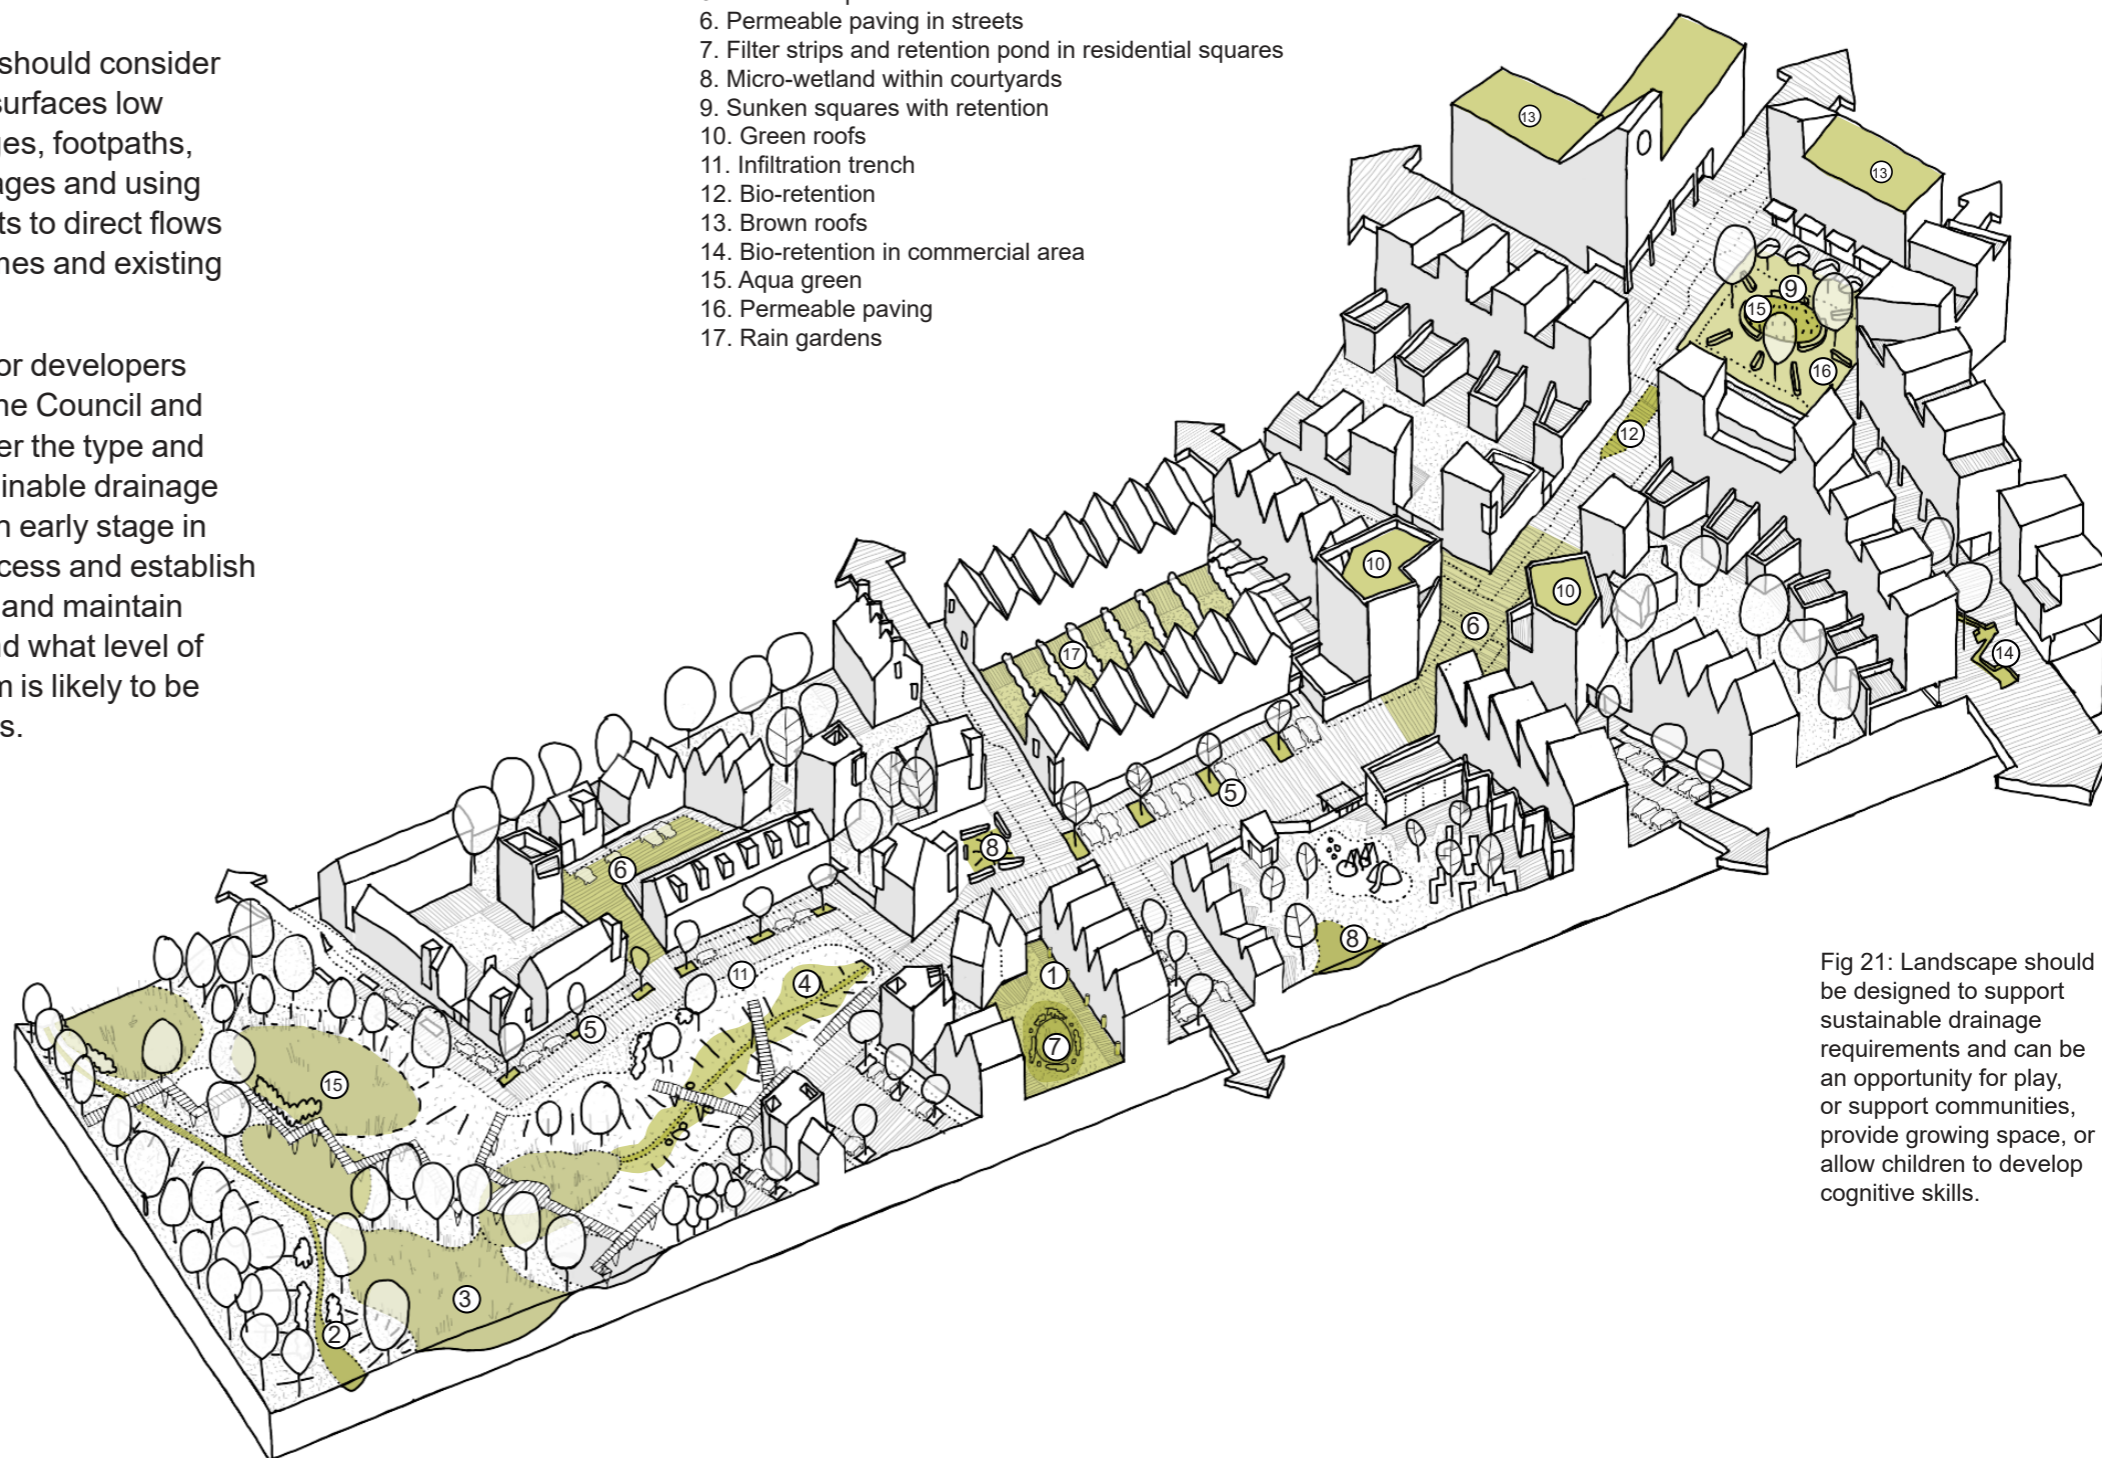 should consider
surfaces low
ges, footpaths,
ages and using
ts to direct flows
nes and existing
or developers
ne Council and
er the type and
inable drainage
n early stage in
cess and establish
and maintain
nd what level of
n is likely to be
s.
6. Permeable paving in streets
7. Filter strips and retention pond in residential squares
8. Micro-wetland within courtyards
9. Sunken squares with retention
10. Green roofs
11. Infiltration trench
12. Bio-retention
13. Brown roofs
14. Bio-retention in commercial area
15. Aqua green
16. Permeable paving
17. Rain gardens
13
13
9
15
16
12
10
10
6
17
14
5
8
6
8
11
4
1
5
7
15
3
2
Fig 21: Landscape should
be designed to support
sustainable drainage
requirements and can be
an opportunity for play,
or support communities,
provide growing space, or
allow children to develop
cognitive skills.